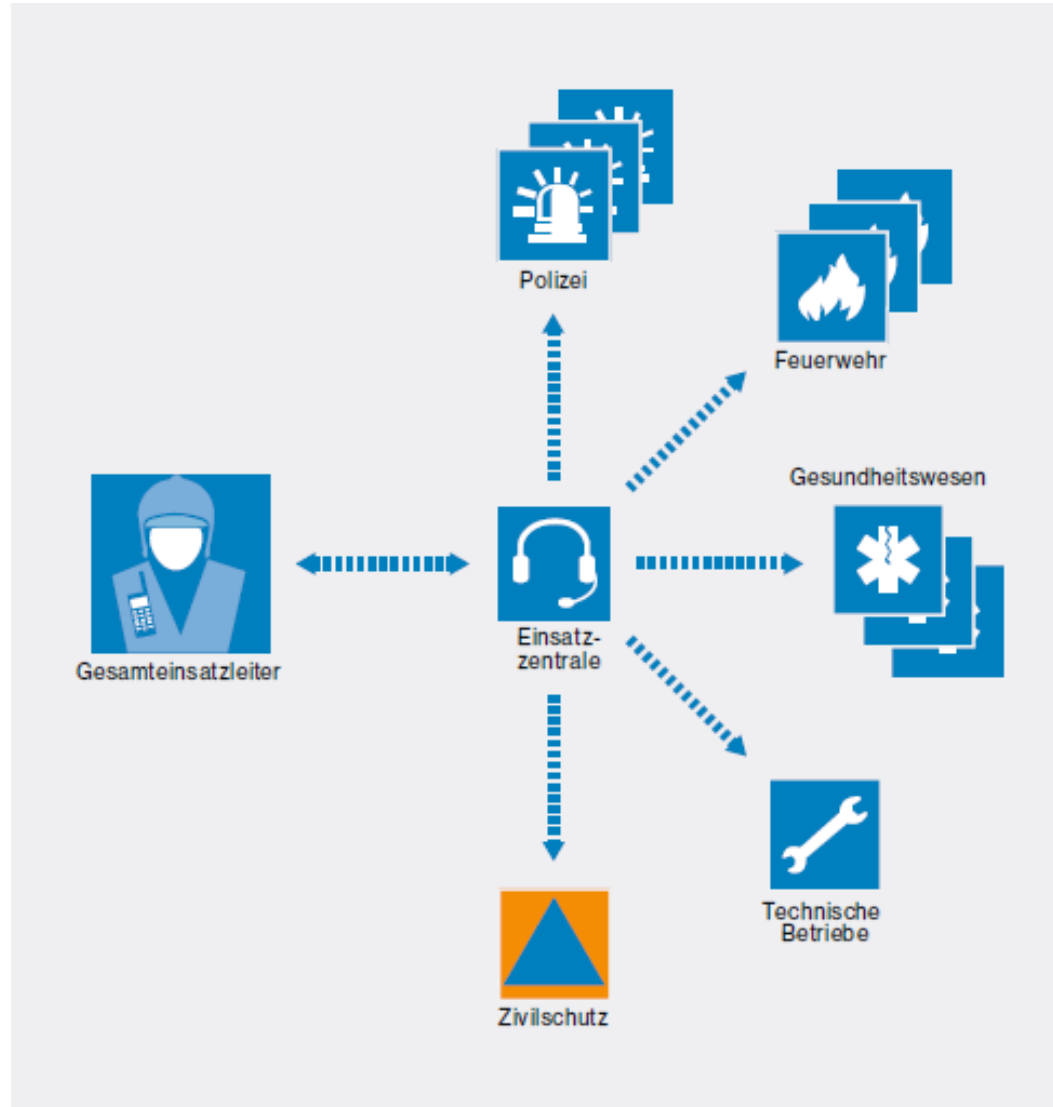 Polizei
Feuerwehr
Gesundheitswesen
Gesamteinsatzleiter
Einsatz-
zentrale
Technische
Betriebe
Zivilschutz